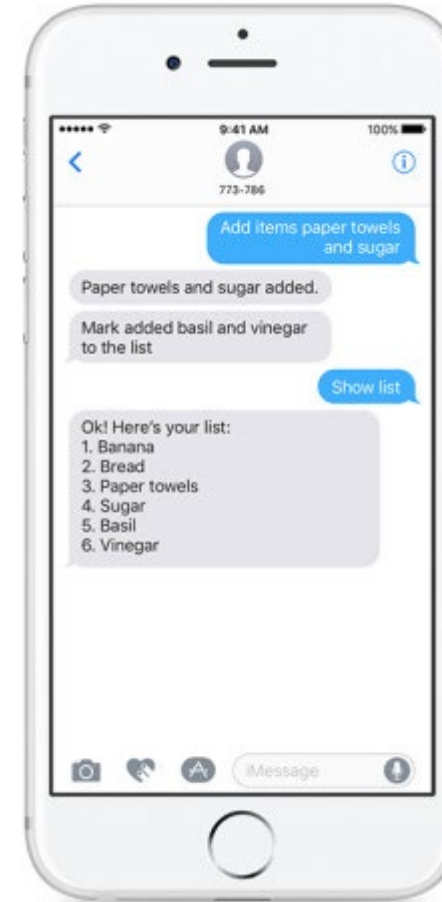 9:41 AM
100%
773-786
Add items paper towels
and sugar
Paper towels and sugar added.
Mark added basil and vinegar
to the list
Show list
Ok! Here's your list:
1. Banana
2. Bread
3. Paper towels
4. Sugar
5. Basil
6. Vinegar
iMessage